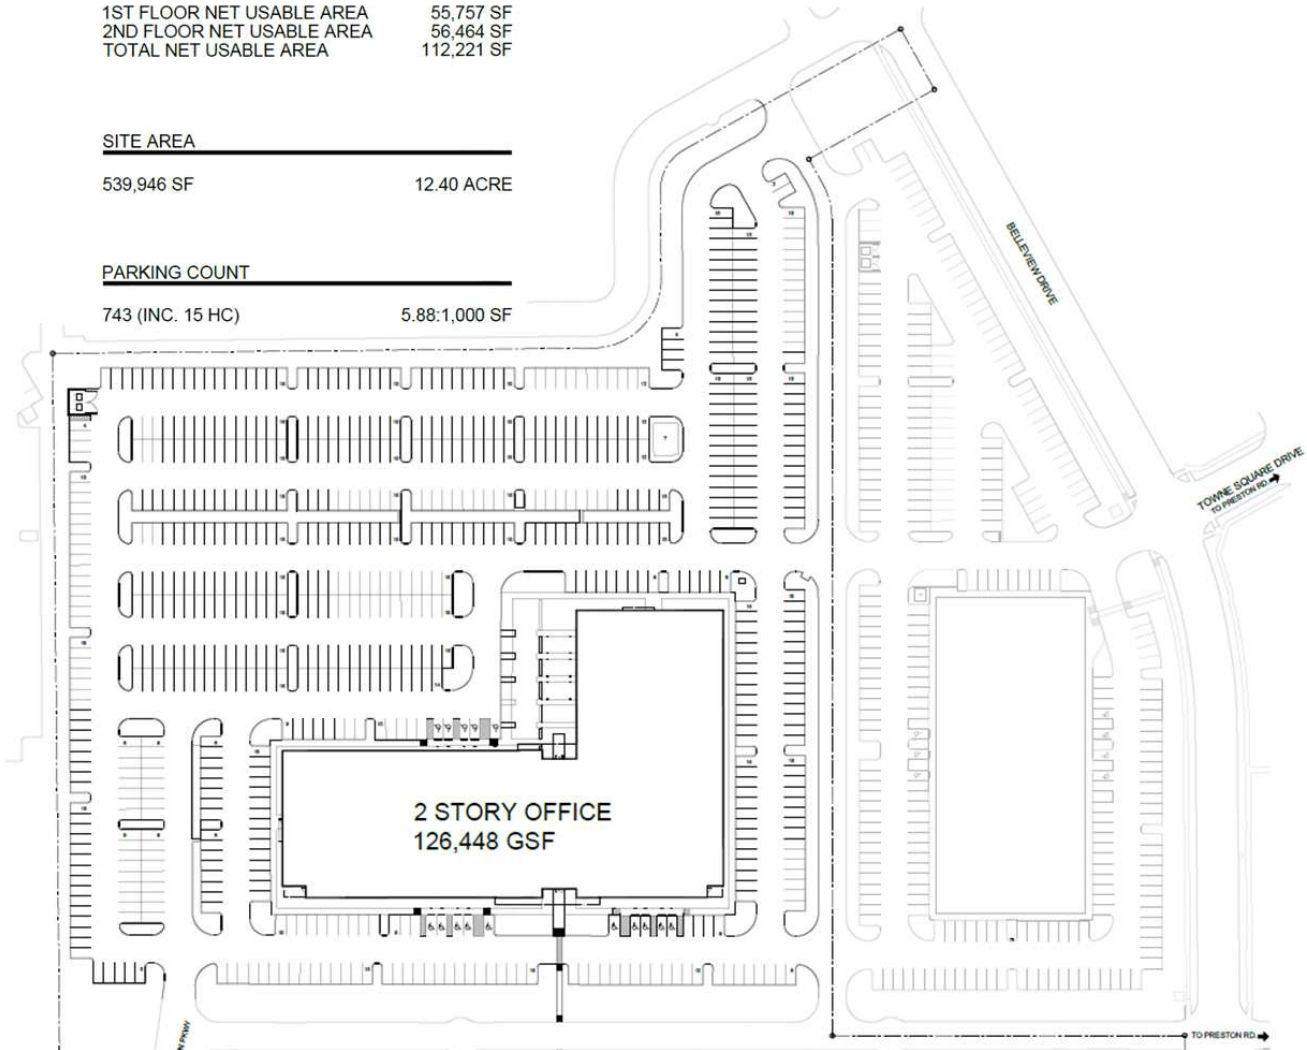 1ST FLOOR NET USABLE AREA 55,757 SF
2ND FLOOR NET USABLE AREA 56,464 SF
TOTAL NET USABLE AREA 112,221 SF
SITE AREA
539,946 SF 12.40 ACRE
PARKING COUNT
743 (INC. 15 HC) 5.88:1,000 SF
BELLEVIEW DRIVE
TOWNE SQUARE DRIVE
TO PRESTON RD.
2 STORY OFFICE
126,448 GSF
TO PRESTON RD.
N PKWY